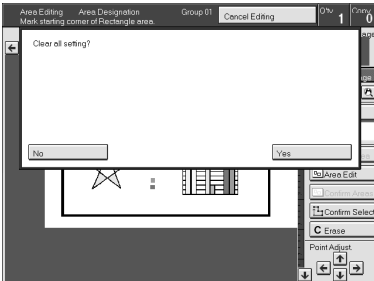 Area Editing Area Designation Group 01 Cancel Editing Q'ty 1 Copy 0
Mark starting corner of Rectangle area.
Clear all setting?
No Yes
Area Edit
Confirm Areas
Confirm Select
C Erase
Point Adjust.